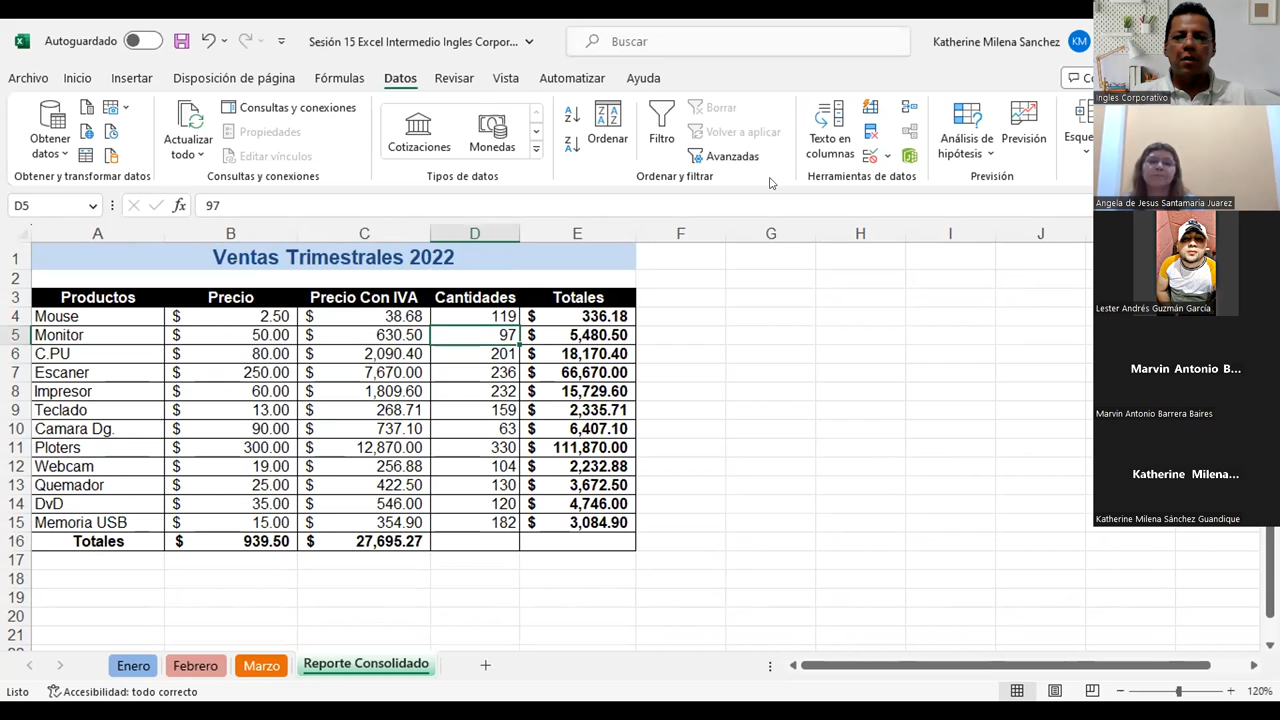 Autoguardado
Sesión 15 Excel Intermedio Ingles Corpor...
Buscar
Katherine Milena Sanchez
KM
Archivo Inicio Insertar Disposición de página Fórmulas Datos Revisar Vista Automatizar Ayuda
Obtener datos
Actualizar todo
Consultas y conexiones
Propiedades
Editar vínculos
Cotizaciones
Monedas
Ordenar
Filtro
Borrar
Volver a aplicar
Avanzadas
Texto en columnas
Análisis de hipótesis
Previsión
Obtener y transformar datos
Consultas y conexiones
Tipos de datos
Ordenar y filtrar
Herramientas de datos
Previsión
D5
fx
97
A B C D E F G H I J
1 Ventas Trimestrales 2022
2
3 Productos Precio Precio Con IVA Cantidades Totales
4 Mouse $ 2.50 $ 38.68 119 $ 336.18
5 Monitor $ 50.00 $ 630.50 97 $ 5,480.50
6 C.PU $ 80.00 $ 2,090.40 201 $ 18,170.40
7 Escaner $ 250.00 $ 7,670.00 236 $ 66,670.00
8 Impresor $ 60.00 $ 1,809.60 232 $ 15,729.60
9 Teclado $ 13.00 $ 268.71 159 $ 2,335.71
10 Camara Dg. $ 90.00 $ 737.10 63 $ 6,407.10
11 Ploters $ 300.00 $ 12,870.00 330 $ 111,870.00
12 Webcam $ 19.00 $ 256.88 104 $ 2,232.88
13 Quemador $ 25.00 $ 422.50 130 $ 3,672.50
14 DvD $ 35.00 $ 546.00 120 $ 4,746.00
15 Memoria USB $ 15.00 $ 354.90 182 $ 3,084.90
16 Totales $ 939.50 $ 27,695.27
17
18
19
20
21
Enero Febrero Marzo Reporte Consolidado
Listo
Accesibilidad: todo correcto
120%
Ingles Corporativo
Angela de Jesus Santamaria Juarez
Lester Andrés Guzmán García
Marvin Antonio B...
Marvin Antonio Barrera Baires
Katherine Milena...
Katherine Milena Sánchez Guandique